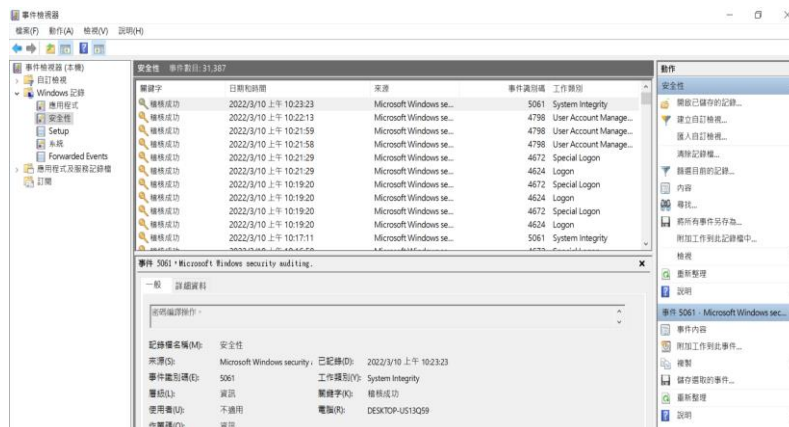 事件檢視器
檔案(F) 動作(A) 檢視(V) 說明(H)
事件檢視器 (本機)
自訂檢視
Windows 記錄
應用程式
安全性
Setup
系統
Forwarded Events
應用程式及服務記錄檔
訂閱
安全性 事件數目: 31,387
關鍵字 日期和時間 來源 事件識別碼 工作類別
稽核成功 2022/3/10 上午 10:23:23 Microsoft Windows se... 5061 System Integrity
稽核成功 2022/3/10 上午 10:22:13 Microsoft Windows se... 4798 User Account Manage...
稽核成功 2022/3/10 上午 10:21:59 Microsoft Windows se... 4798 User Account Manage...
稽核成功 2022/3/10 上午 10:21:58 Microsoft Windows se... 4798 User Account Manage...
稽核成功 2022/3/10 上午 10:21:29 Microsoft Windows se... 4672 Special Logon
稽核成功 2022/3/10 上午 10:21:29 Microsoft Windows se... 4624 Logon
稽核成功 2022/3/10 上午 10:19:20 Microsoft Windows se... 4672 Special Logon
稽核成功 2022/3/10 上午 10:19:20 Microsoft Windows se... 4624 Logon
稽核成功 2022/3/10 上午 10:19:20 Microsoft Windows se... 4672 Special Logon
稽核成功 2022/3/10 上午 10:19:20 Microsoft Windows se... 4624 Logon
稽核成功 2022/3/10 上午 10:17:11 Microsoft Windows se... 5061 System Integrity
事件 5061，Microsoft Windows security auditing.
一般 詳細資料
密碼編譯操作。
記錄檔名稱(M): 安全性
來源(S): Microsoft Windows security 已記錄(D): 2022/3/10 上午 10:23:23
事件識別碼(E): 5061 工作類別(Y): System Integrity
層級(L): 資訊 關鍵字(K): 稽核成功
使用者(U): 不適用 電腦(R): DESKTOP-US13Q59
作業碼(O): 資訊
動作
安全性
開啟已儲存的記錄...
建立自訂檢視...
匯入自訂檢視...
清除記錄檔...
篩選目前的記錄...
內容
尋找...
將所有事件另存為...
附加工作到此記錄檔中...
檢視
重新整理
說明
事件 5061，Microsoft Windows sec...
事件內容
附加工作到此事件...
複製
儲存選取的事件...
重新整理
說明